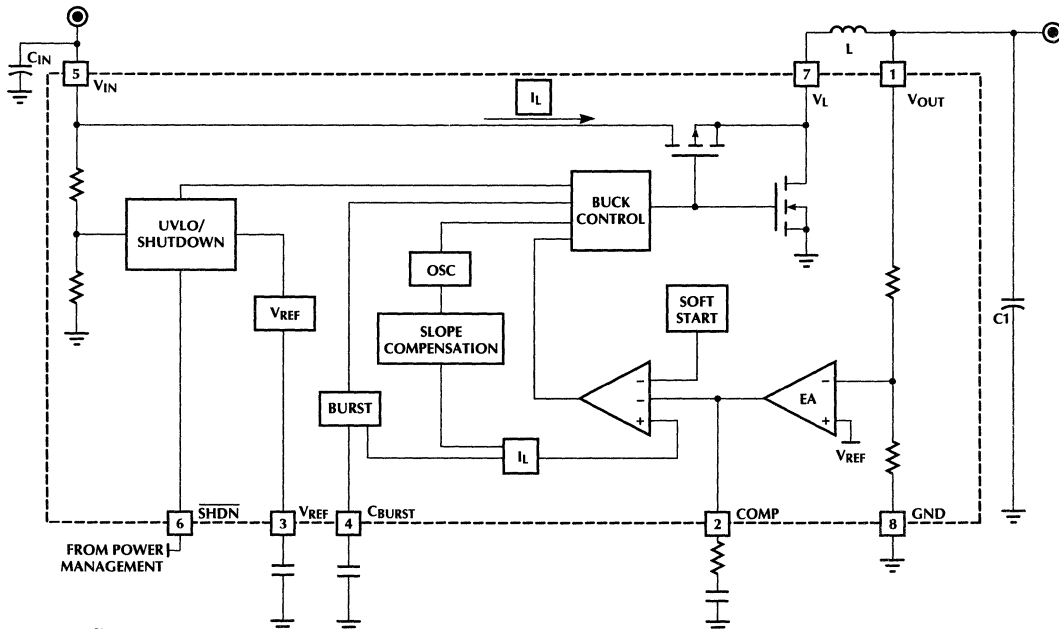 CIN
5
VIN
IL
7
VL
L
1
VOUT
UVLO/
SHUTDOWN
BUCK
CONTROL
OSC
VREF
SLOPE
COMPENSATION
SOFT
START
C1
BURST
IL
−
−
+
EA
−
+
VREF
6
SHDN
3
VREF
4
CBURST
2
COMP
8
GND
FROM POWER
MANAGEMENT